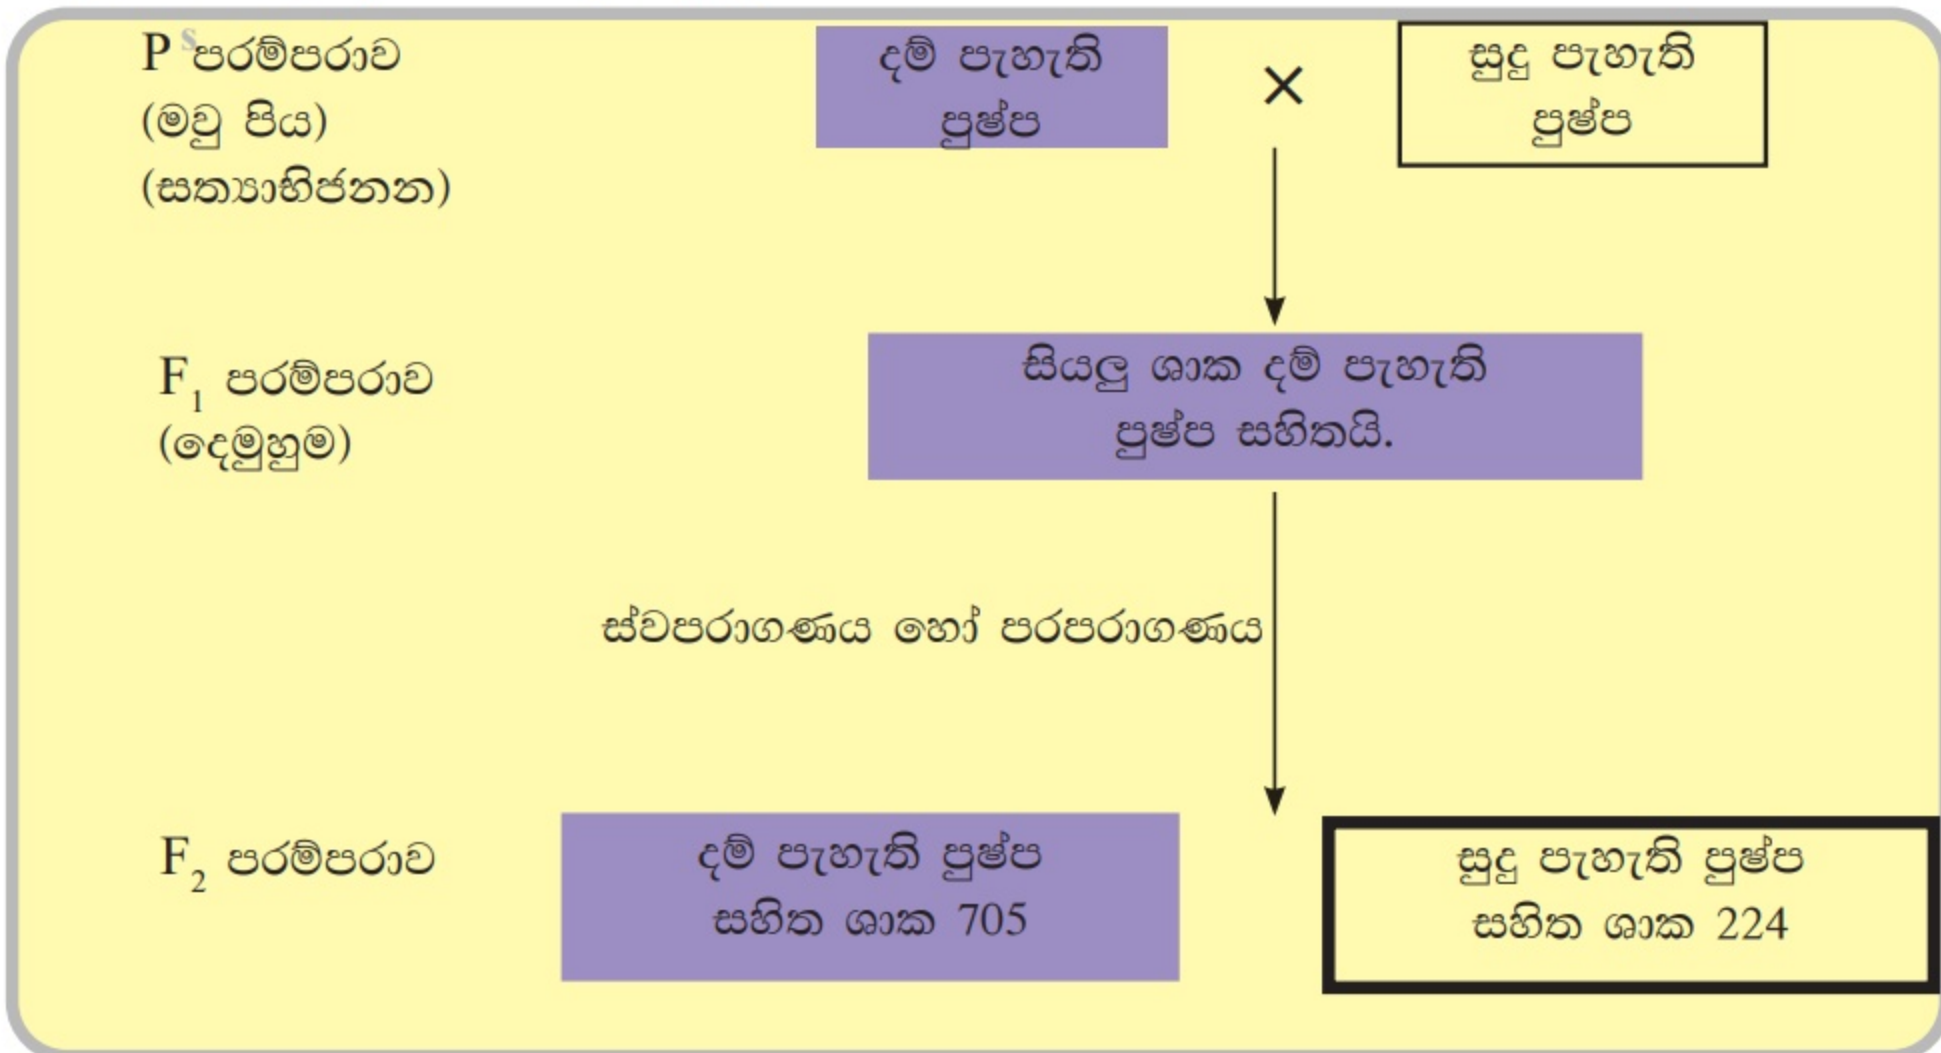 P s පරම්පරාව
(මවු පිය)
(සත්‍යාභිජනන)
දම් පැහැති
පුෂ්ප
×
සුදු පැහැති
පුෂ්ප
F1 පරම්පරාව
(දෙමුහුම)
සියලු ශාක දම් පැහැති
පුෂ්ප සහිතයි.
ස්වපරාගණය හෝ පරපරාගණය
F2 පරම්පරාව
දම් පැහැති පුෂ්ප
සහිත ශාක 705
සුදු පැහැති පුෂ්ප
සහිත ශාක 224